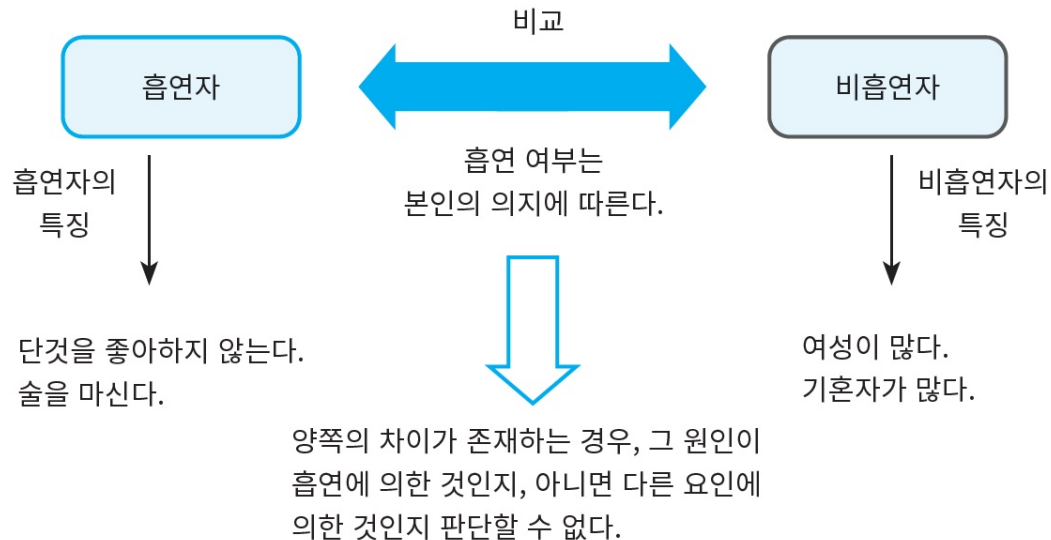 비교
흡연자
비흡연자
흡연 여부는
본인의 의지에 따른다.
흡연자의
특징
비흡연자의
특징
단것을 좋아하지 않는다.
술을 마신다.
여성이 많다.
기혼자가 많다.
양쪽의 차이가 존재하는 경우, 그 원인이
흡연에 의한 것인지, 아니면 다른 요인에
의한 것인지 판단할 수 없다.